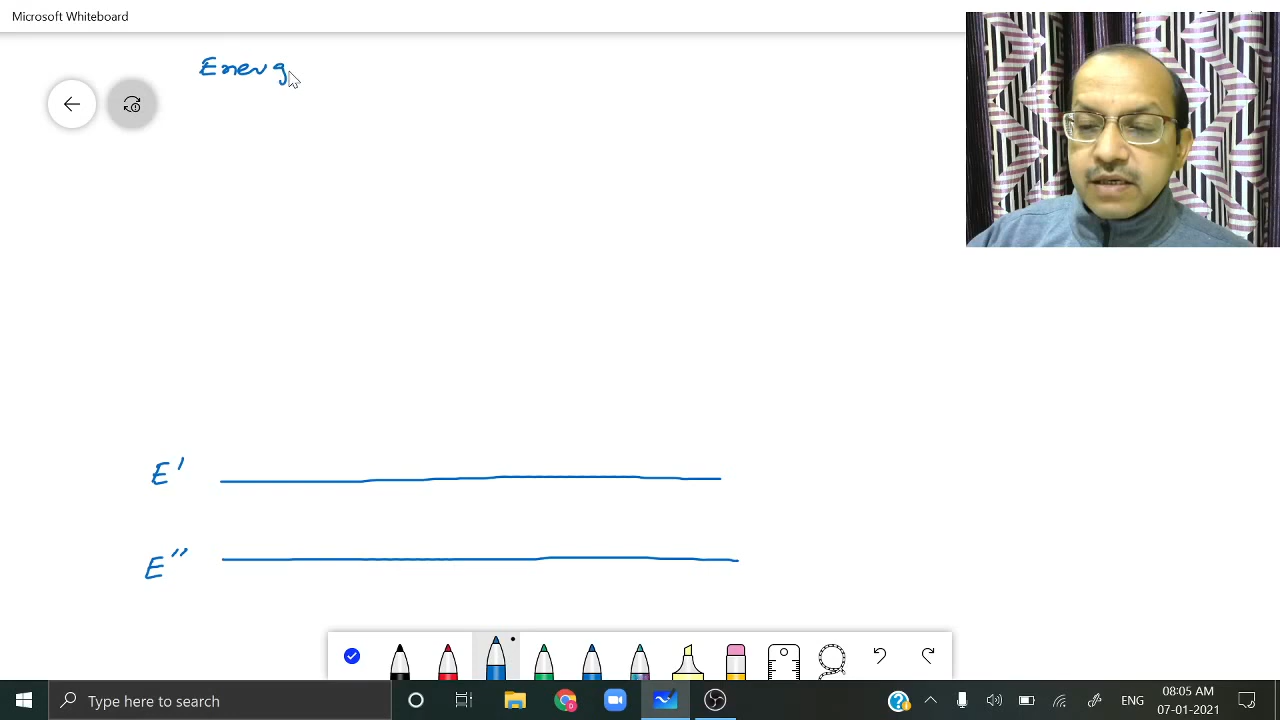 Microsoft Whiteboard
Energ
E'
E"
Type here to search
ENG
08:05 AM
07-01-2021